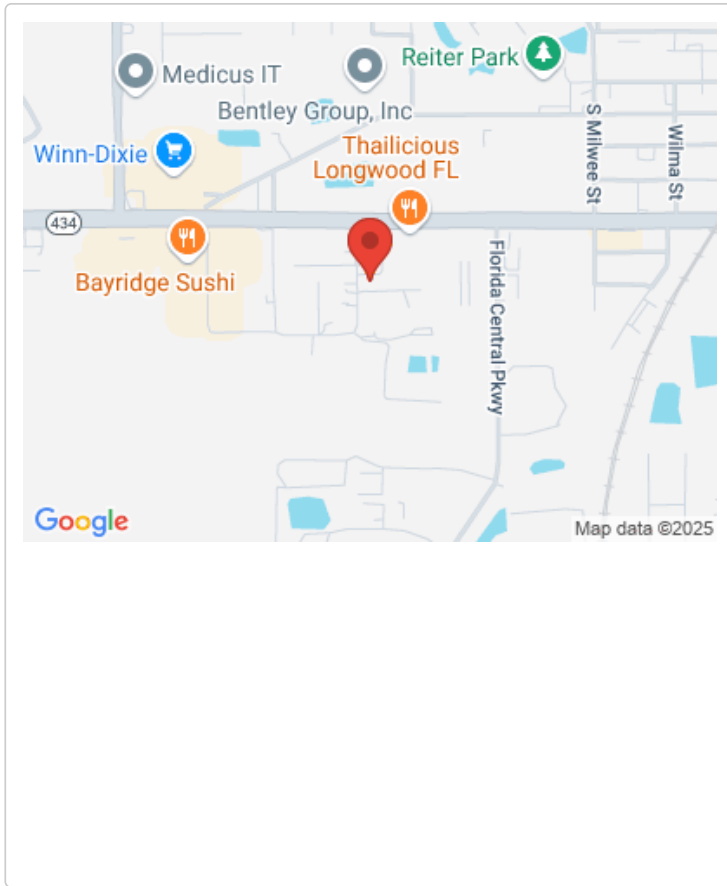 Reiter Park
Medicus IT
Bentley Group, Inc
S Milwee St
Wilma St
Winn-Dixie
Thailicious
Longwood FL
434
Bayridge Sushi
Florida Central Pkwy
Google
Map data ©2025